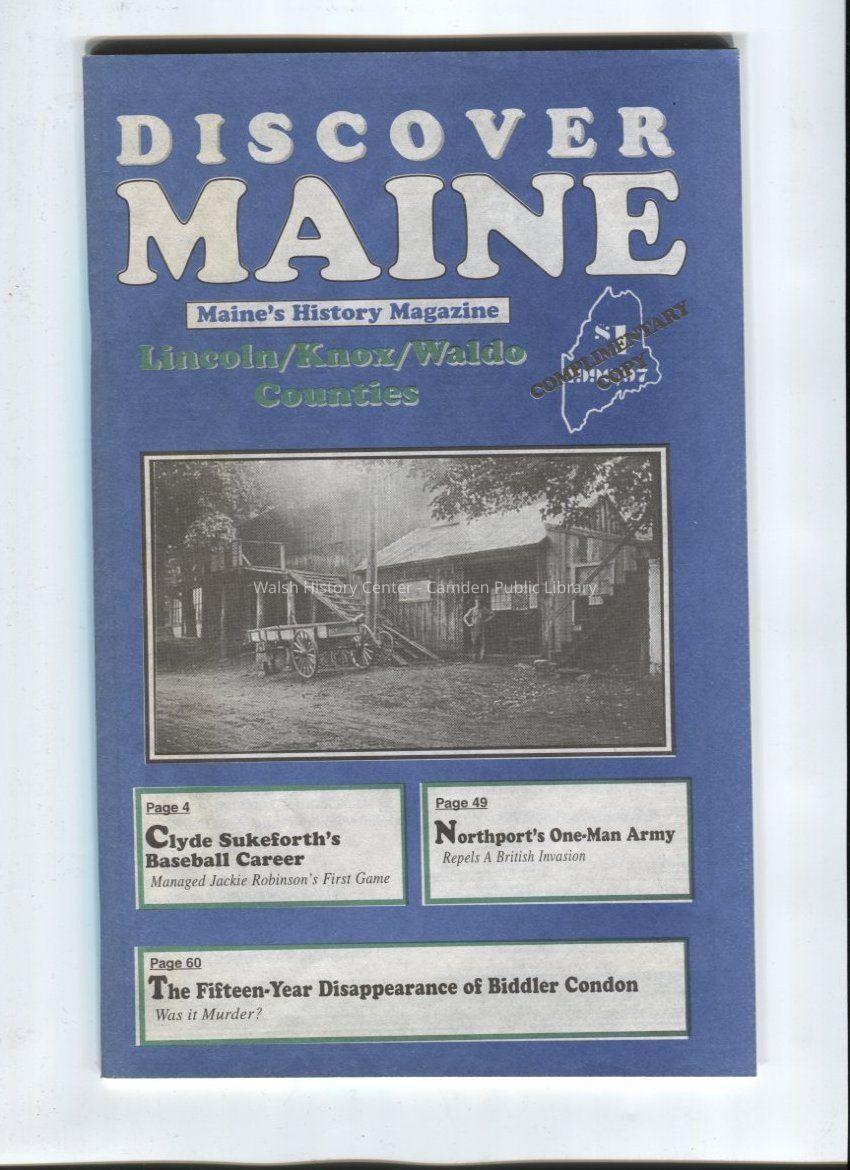 DISCOVER
MAINE
Maine's History Magazine
Lincoln/Knox/Waldo
Counties
$1
COMPLIMENTARY
COPY
Walsh History Center - Camden Public Library
Page 4
Clyde Sukeforth's
Baseball Career
Managed Jackie Robinson's First Game
Page 49
Northport's One-Man Army
Repels A British Invasion
Page 60
The Fifteen-Year Disappearance of Biddler Condon
Was it Murder?